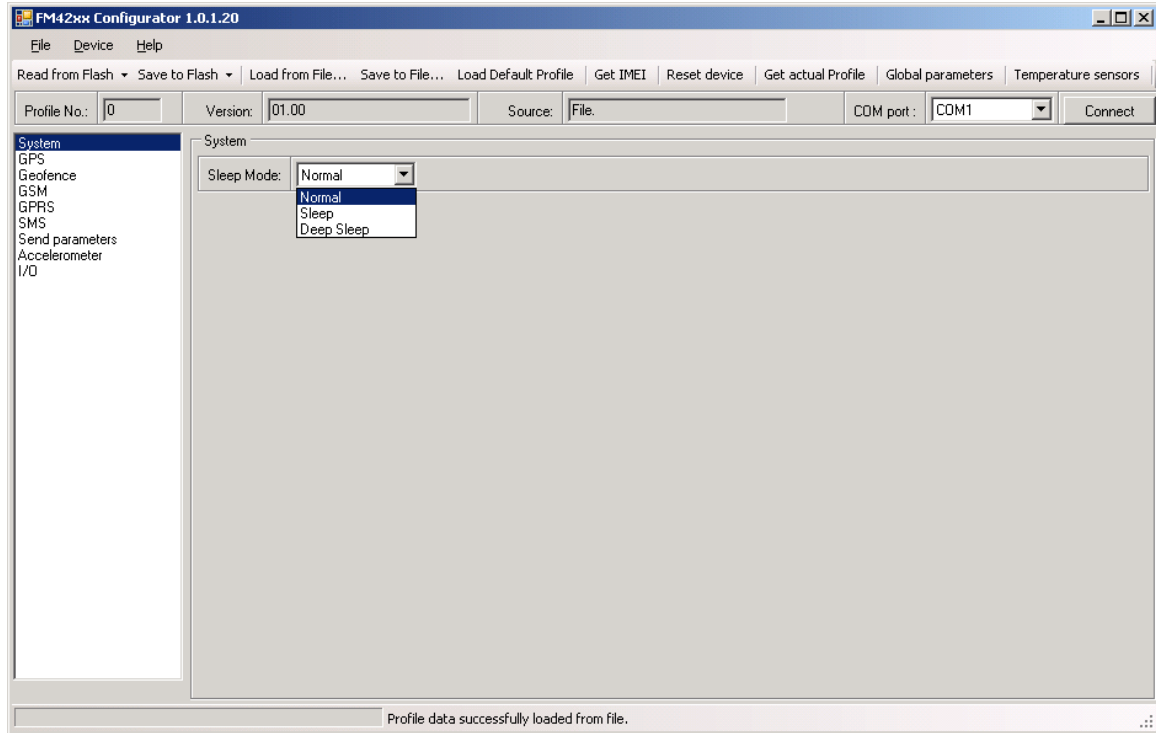 FM42xx Configurator 1.0.1.20
File Device Help
Read from Flash Save to Flash Load from File... Save to File... Load Default Profile Get IMEI Reset device Get actual Profile Global parameters Temperature sensors
Profile No.: 0 Version: 01.00 Source: File. COM port : COM1 Connect
System
GPS
Geofence
GSM
GPRS
SMS
Send parameters
Accelerometer
I/O
System
Sleep Mode: Normal
Normal
Sleep
Deep Sleep
Profile data successfully loaded from file.